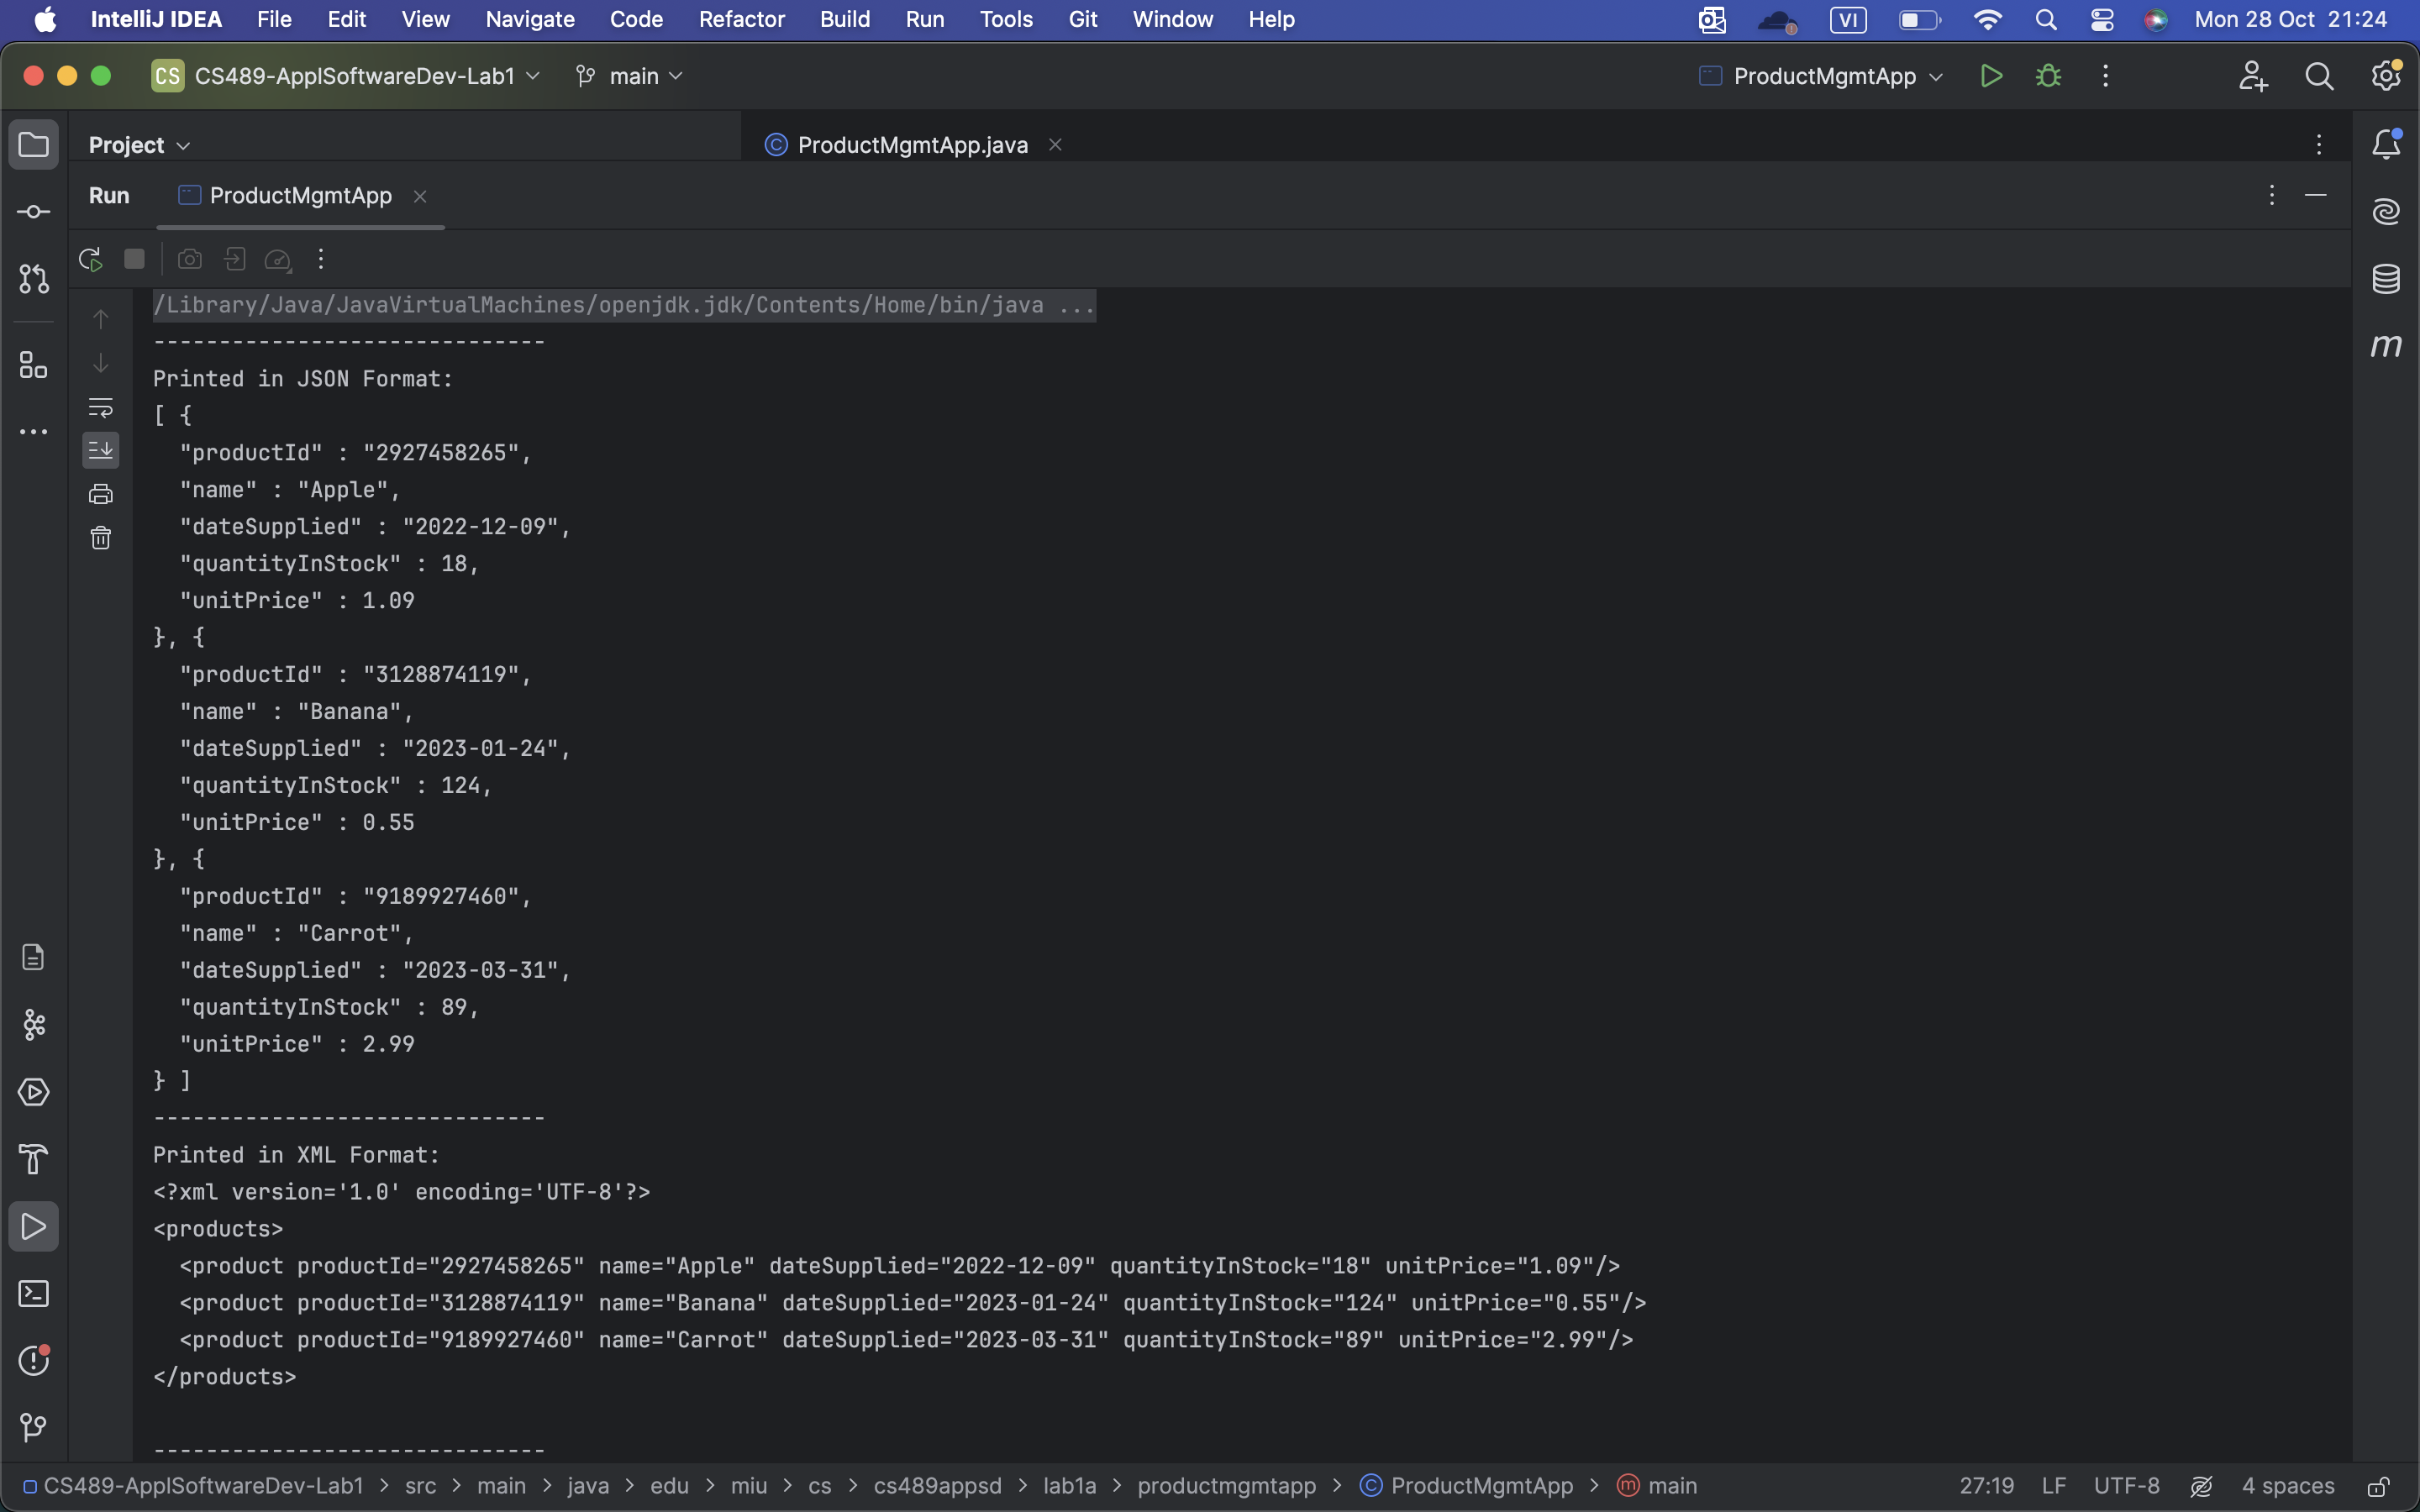 IntelliJ IDEA File Edit View Navigate Code Refactor Build Run Tools Git Window Help VI Mon 28 Oct 21:24
CS CS489-ApplSoftwareDev-Lab1 main ProductMgmtApp
Project ProductMgmtApp.java
Run ProductMgmtApp
/Library/Java/JavaVirtualMachines/openjdk.jdk/Contents/Home/bin/java ...
------------------------------
Printed in JSON Format:
[ {
  "productId" : "2927458265",
  "name" : "Apple",
  "dateSupplied" : "2022-12-09",
  "quantityInStock" : 18,
  "unitPrice" : 1.09
}, {
  "productId" : "3128874119",
  "name" : "Banana",
  "dateSupplied" : "2023-01-24",
  "quantityInStock" : 124,
  "unitPrice" : 0.55
}, {
  "productId" : "9189927460",
  "name" : "Carrot",
  "dateSupplied" : "2023-03-31",
  "quantityInStock" : 89,
  "unitPrice" : 2.99
} ]
------------------------------
Printed in XML Format:
<?xml version='1.0' encoding='UTF-8'?>
<products>
  <product productId="2927458265" name="Apple" dateSupplied="2022-12-09" quantityInStock="18" unitPrice="1.09"/>
  <product productId="3128874119" name="Banana" dateSupplied="2023-01-24" quantityInStock="124" unitPrice="0.55"/>
  <product productId="9189927460" name="Carrot" dateSupplied="2023-03-31" quantityInStock="89" unitPrice="2.99"/>
</products>
------------------------------
CS489-ApplSoftwareDev-Lab1 > src > main > java > edu > miu > cs > cs489appsd > lab1a > productmgmtapp > ProductMgmtApp > main 27:19 LF UTF-8 4 spaces